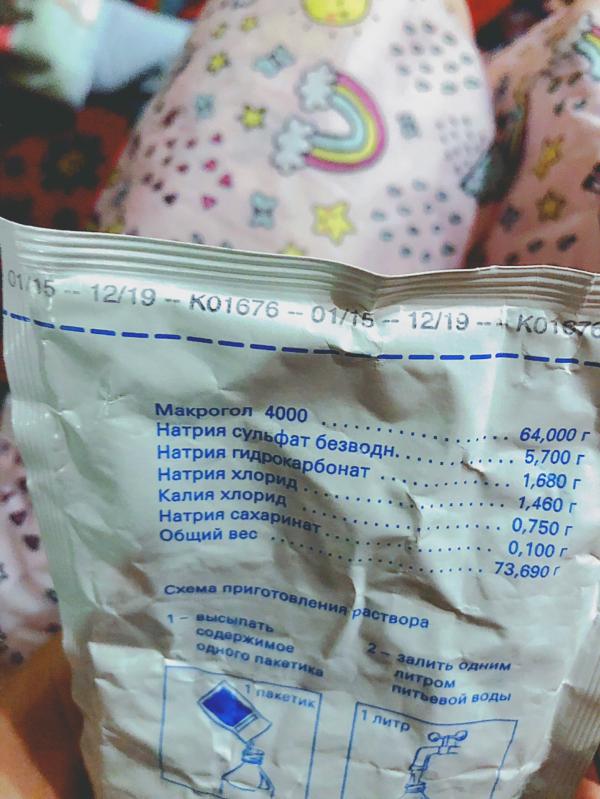 01/15 -- 12/19 -- K01676 -- 01/15 -- 12/19 -- K01676
Макрогол 4000 ........................ 64,000 г
Натрия сульфат безводн. ............ 5,700 г
Натрия гидрокарбонат ............... 1,680 г
Натрия хлорид ........................ 1,460 г
Калия хлорид ........................ 0,750 г
Натрия сахаринат ..................... 0,100 г
Общий вес ........................... 73,690 г
Схема приготовления раствора
1 – высыпать
содержимое
одного пакетика
2 – залить одним
литром
питьевой воды
1 пакетик
1 литр